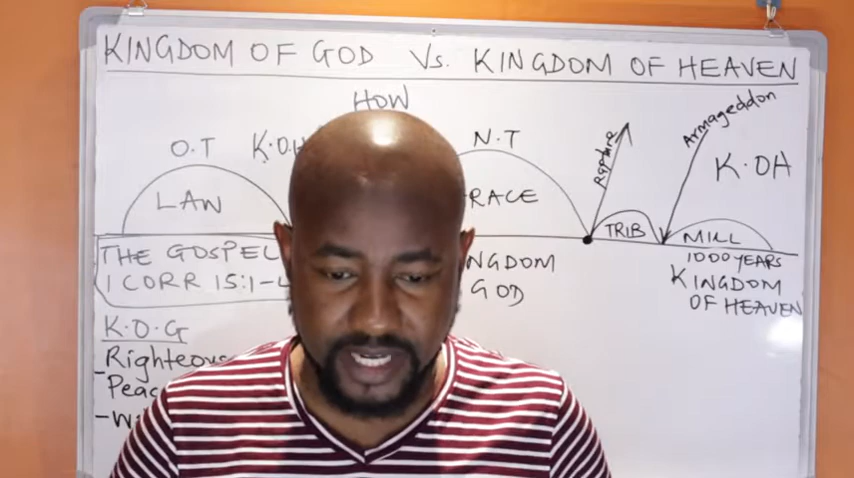 KINGDOM OF GOD Vs. KINGDOM OF HEAVEN
HOW
O.T K.O.H N.T Rapture Armageddon
K.OH
LAW RACE TRIB MILL
1000 YEARS
THE GOSPEL NGDOM KINGDOM
1 CORR 15:1-4 GOD OF HEAVEN
K.O.G
-Righteous
Peac
-W